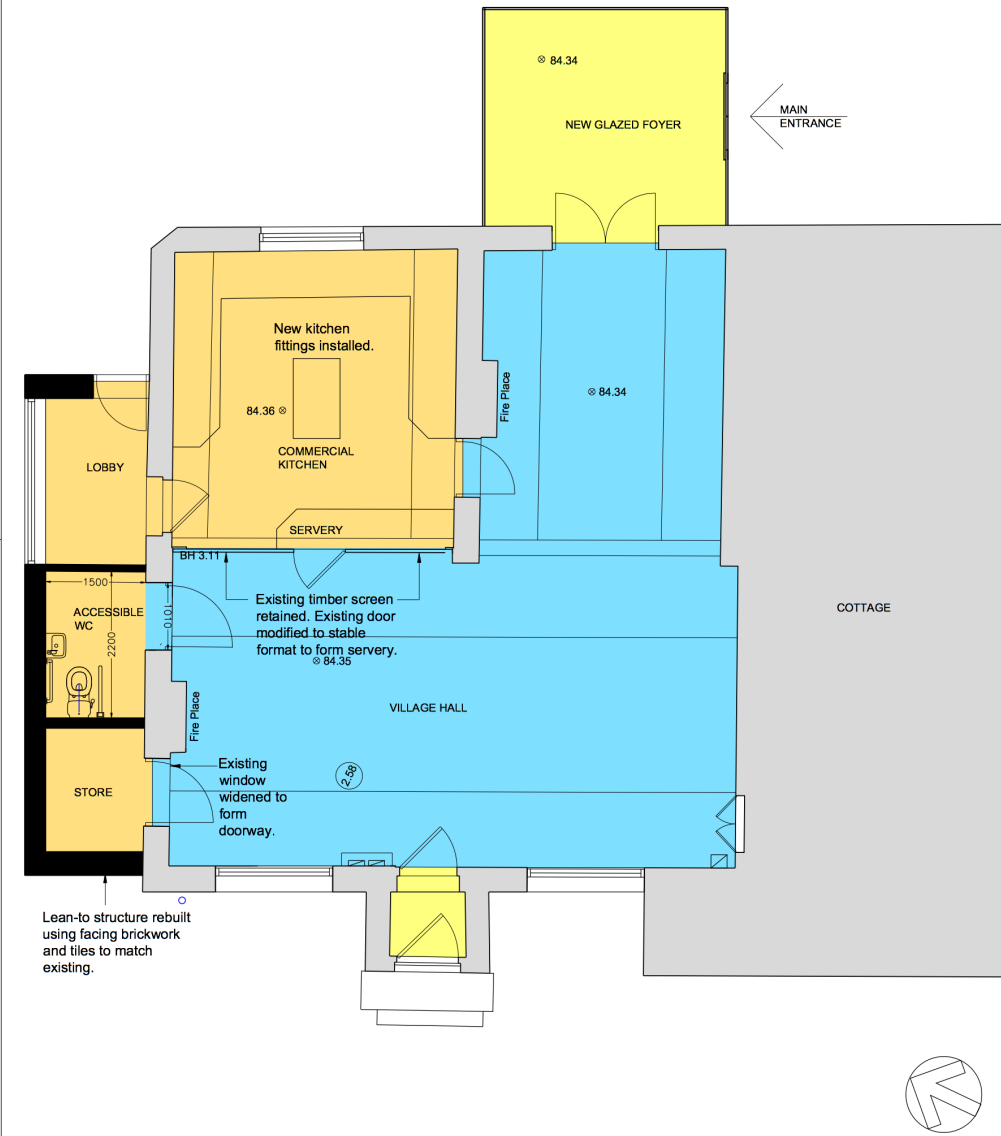 84.34
NEW GLAZED FOYER
MAIN
ENTRANCE
New kitchen
fittings installed.
84.36
COMMERCIAL
KITCHEN
Fire Place
84.34
LOBBY
SERVERY
BH 3.11
1500
ACCESSIBLE
WC
2200
1010
Existing timber screen
retained. Existing door
modified to stable
format to form servery.
84.35
COTTAGE
VILLAGE HALL
Fire Place
STORE
Existing
window
widened to
form
doorway.
2.58
Lean-to structure rebuilt
using facing brickwork
and tiles to match
existing.